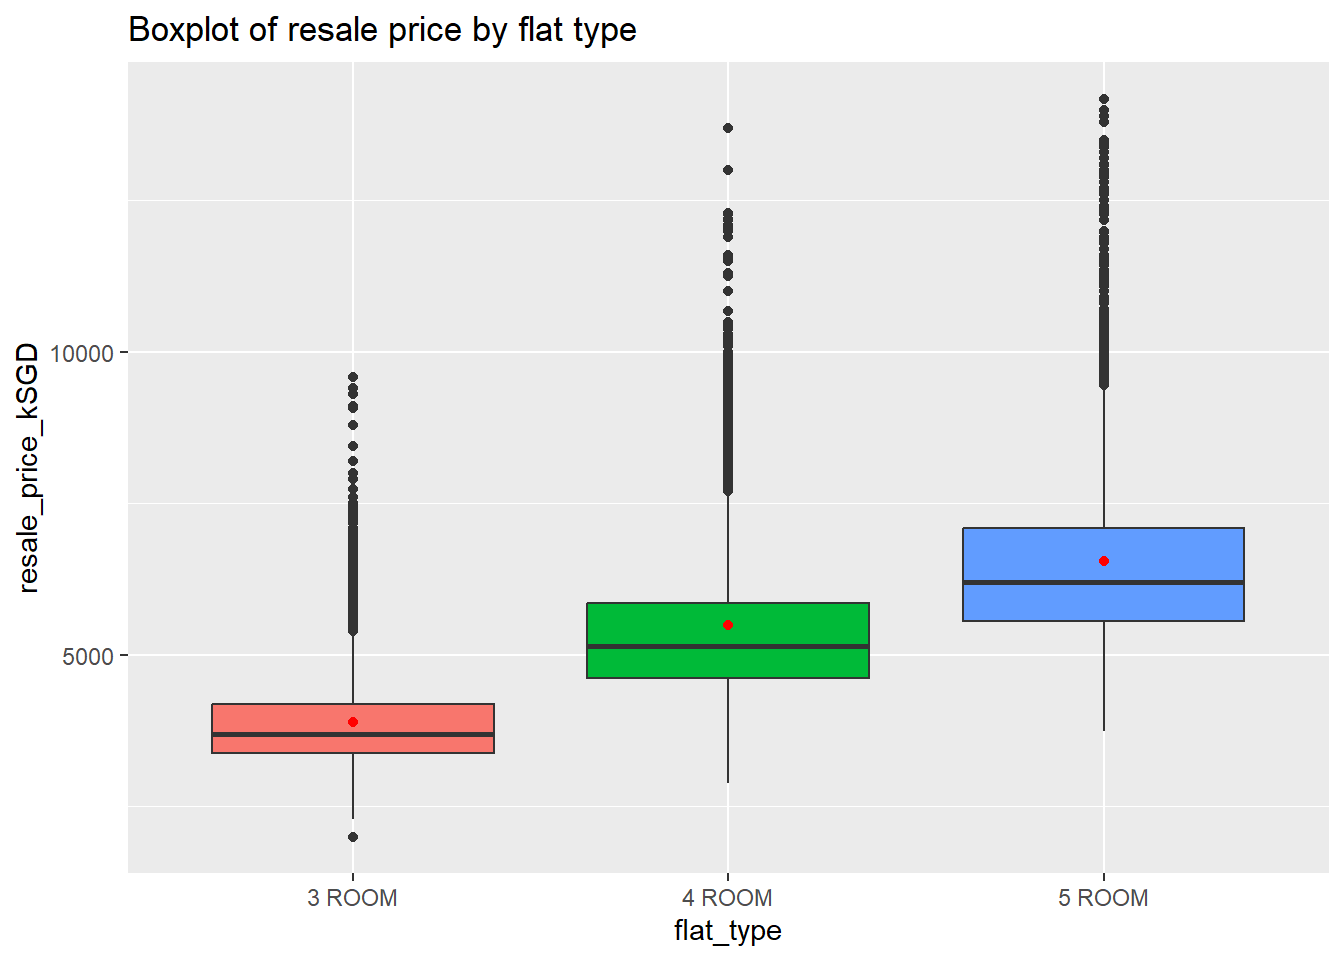 Boxplot of resale price by flat type
resale_price_kSGD
10000
5000
3 ROOM
4 ROOM
5 ROOM
flat_type